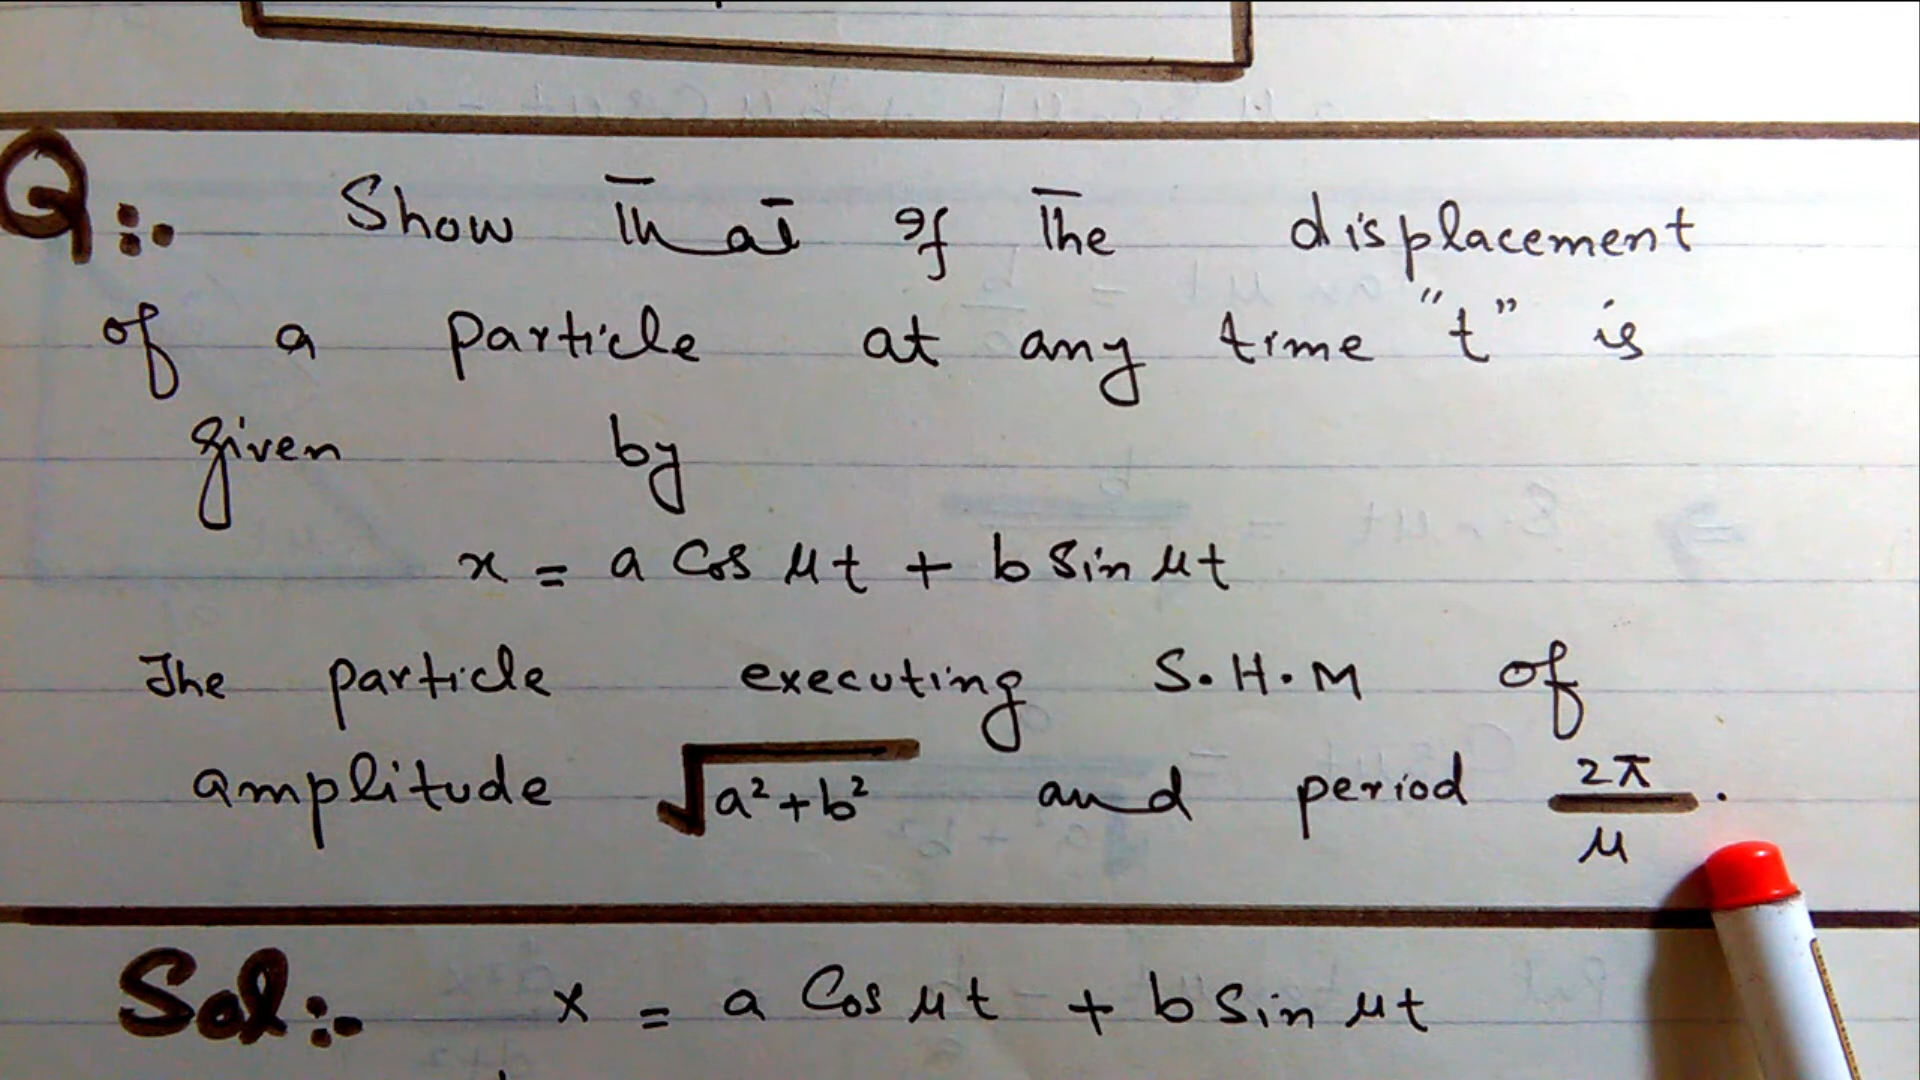 Q:. Show that if the displacement
of a particle at any time "t" is
given by
x = a Cos μt + b Sin μt
The particle executing S.H.M of
amplitude √a²+b² and period 2π/μ .
Sol:. x = a Cos μt + b Sin μt